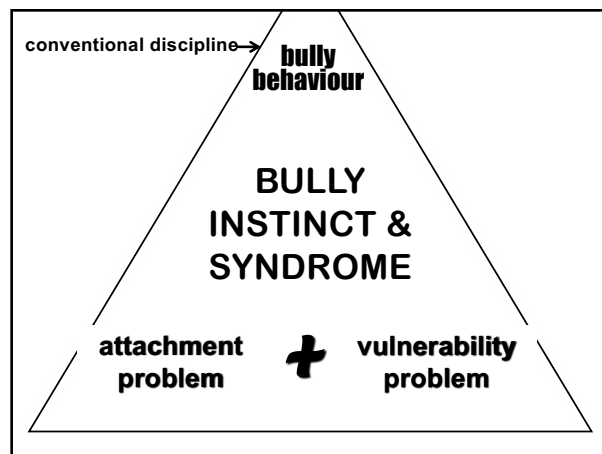 conventional discipline
bully
behaviour
BULLY
INSTINCT &
SYNDROME
attachment
problem
+
vulnerability
problem